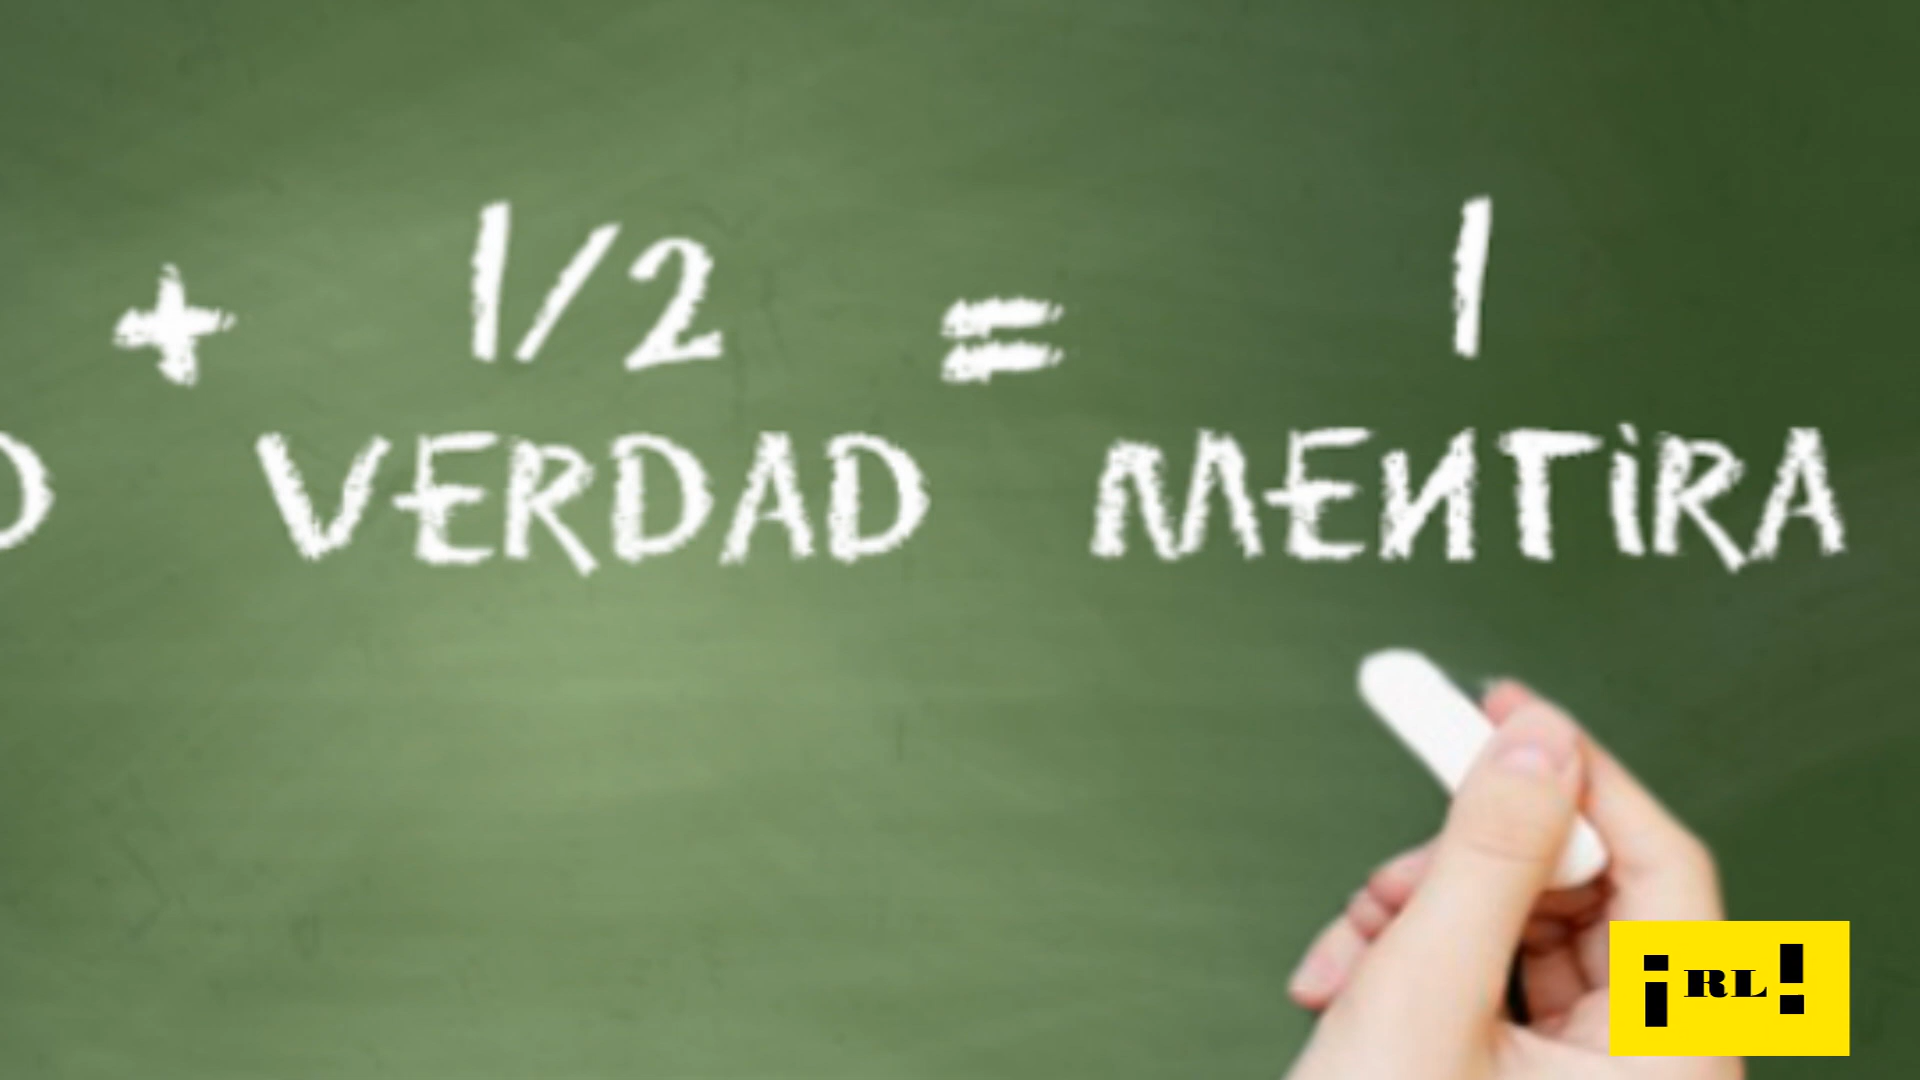 + 1/2 = 1
D VERDAD MENTiRA
¡RL!